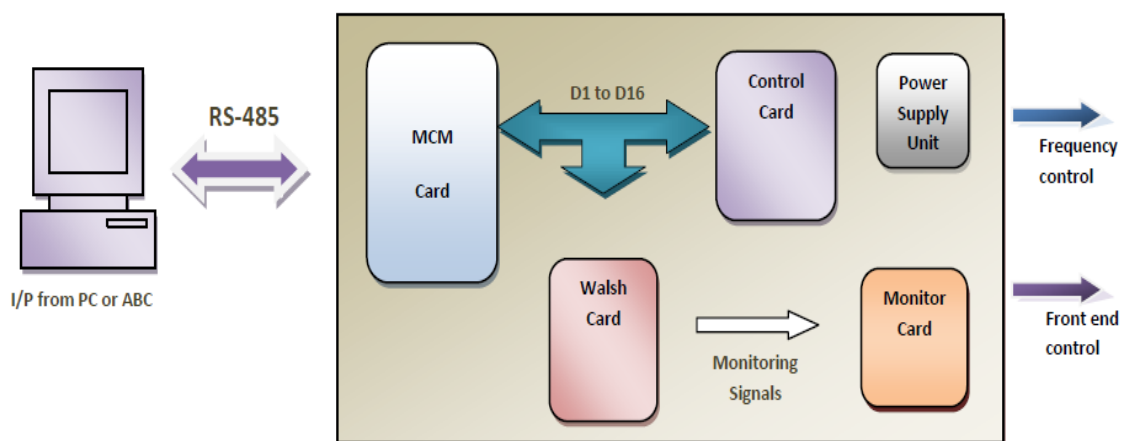 RS-485
I/P from PC or ABC
MCM
Card
D1 to D16
Control
Card
Power
Supply
Unit
Walsh
Card
Monitoring
Signals
Monitor
Card
Frequency
control
Front end
control